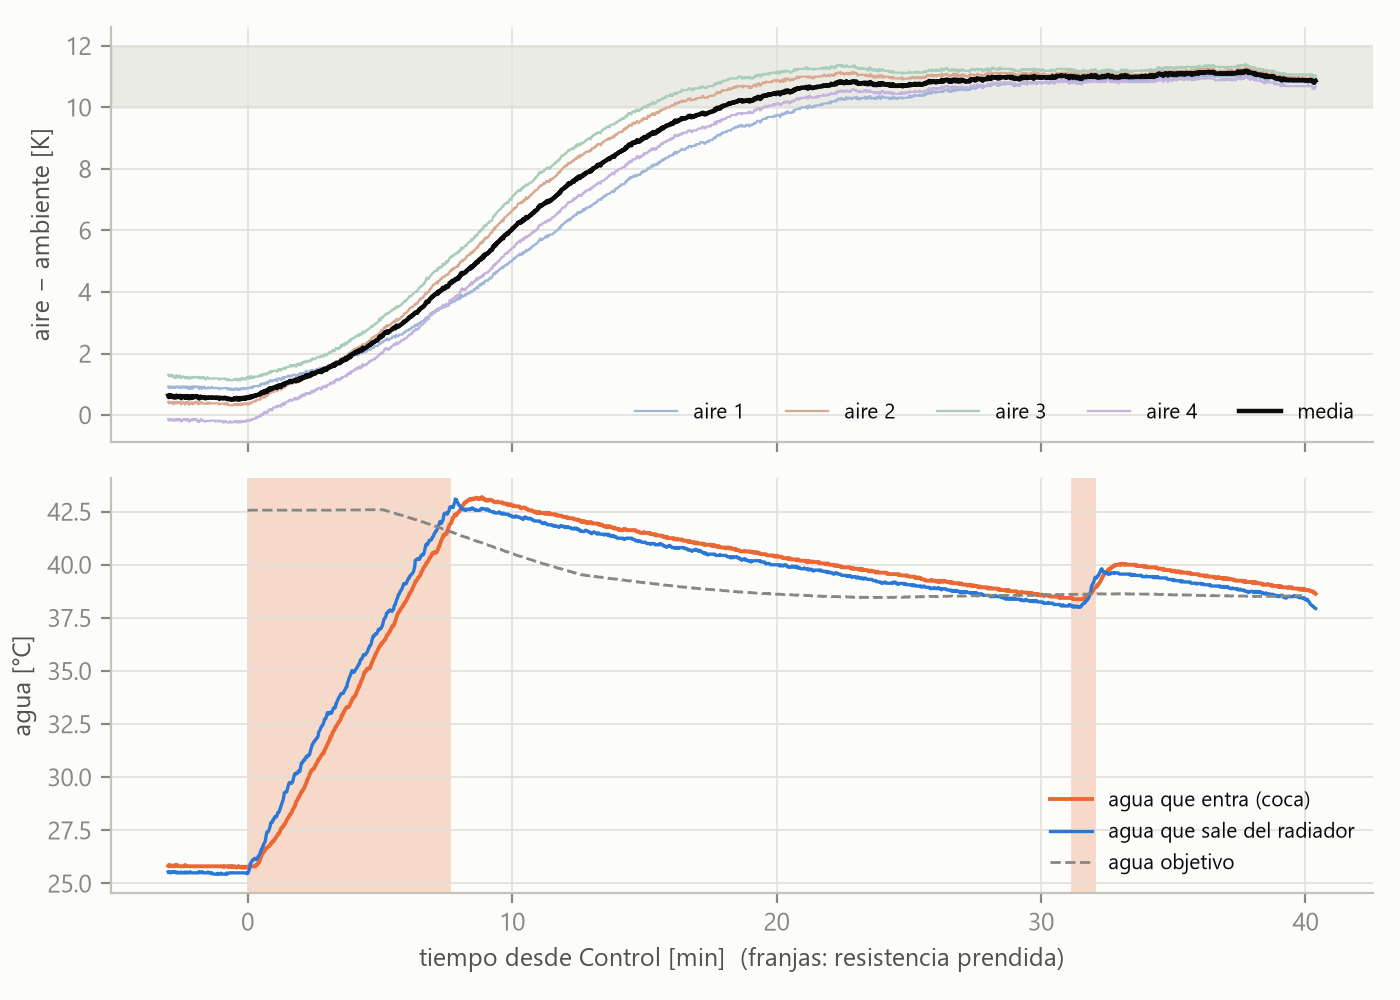 12
10
8
6
4
2
0
aire − ambiente [K]
aire 1 aire 2 aire 3 aire 4 media
42.5
40.0
37.5
35.0
32.5
30.0
27.5
25.0
agua [°C]
agua que entra (coca)
agua que sale del radiador
agua objetivo
0 10 20 30 40
tiempo desde Control [min] (franjas: resistencia prendida)